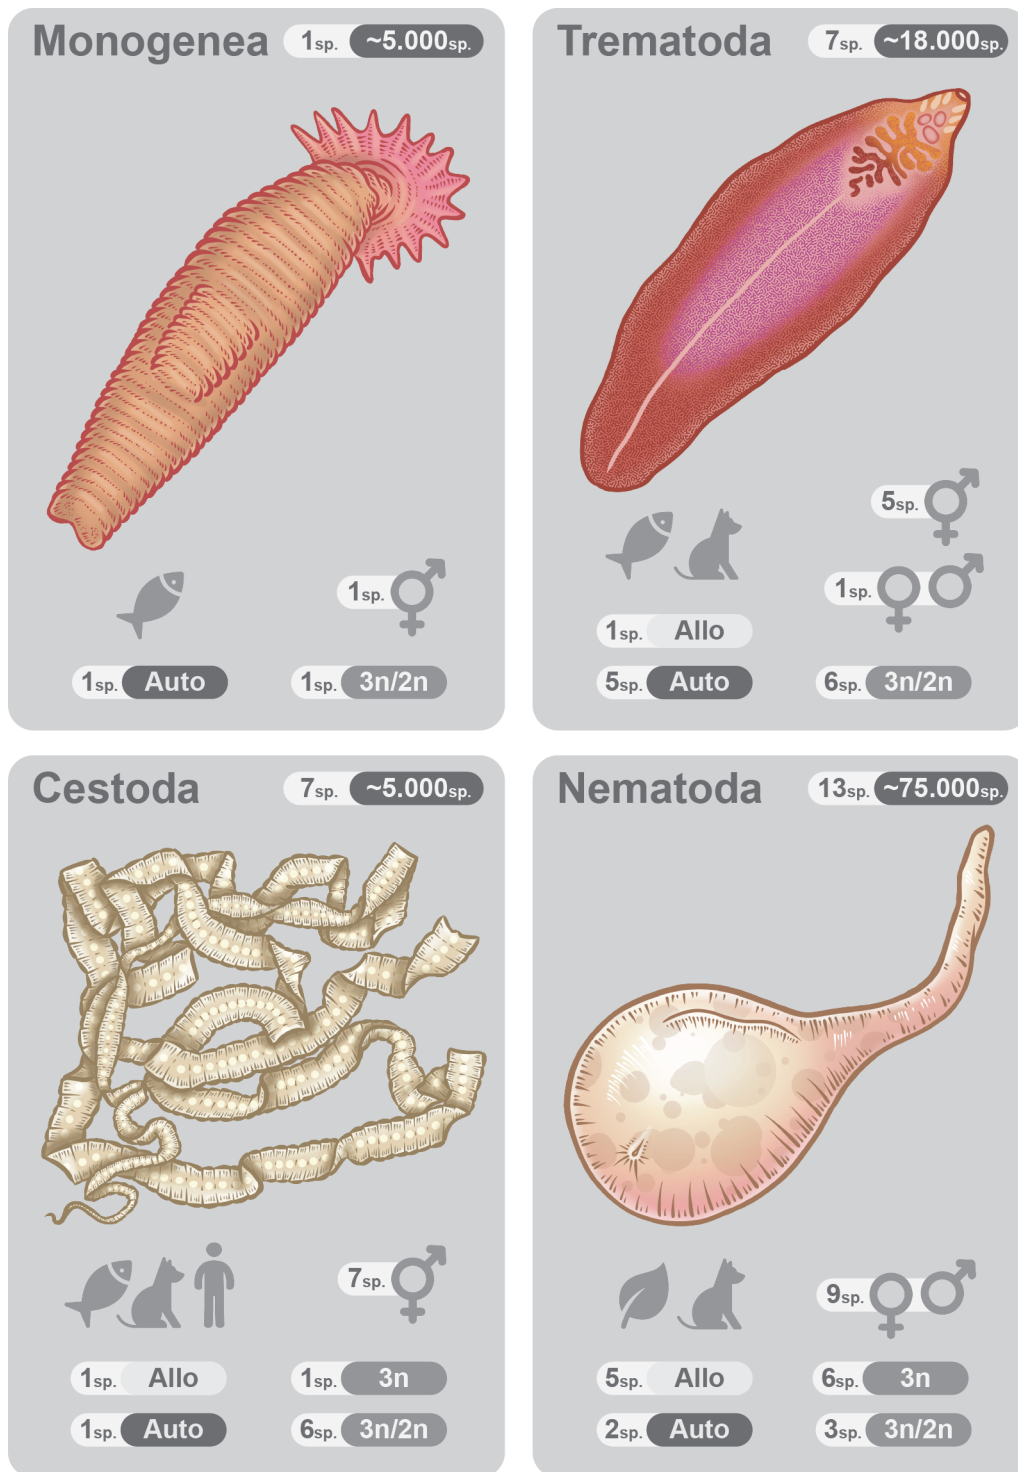 Monogenea 1sp. ~5.000sp.
1sp.
1sp. Auto 1sp. 3n/2n
Trematoda 7sp. ~18.000sp.
5sp.
1sp.
1sp. Allo
5sp. Auto 6sp. 3n/2n
Cestoda 7sp. ~5.000sp.
7sp.
1sp. Allo 1sp. 3n
1sp. Auto 6sp. 3n/2n
Nematoda 13sp. ~75.000sp.
9sp.
5sp. Allo 6sp. 3n
2sp. Auto 3sp. 3n/2n